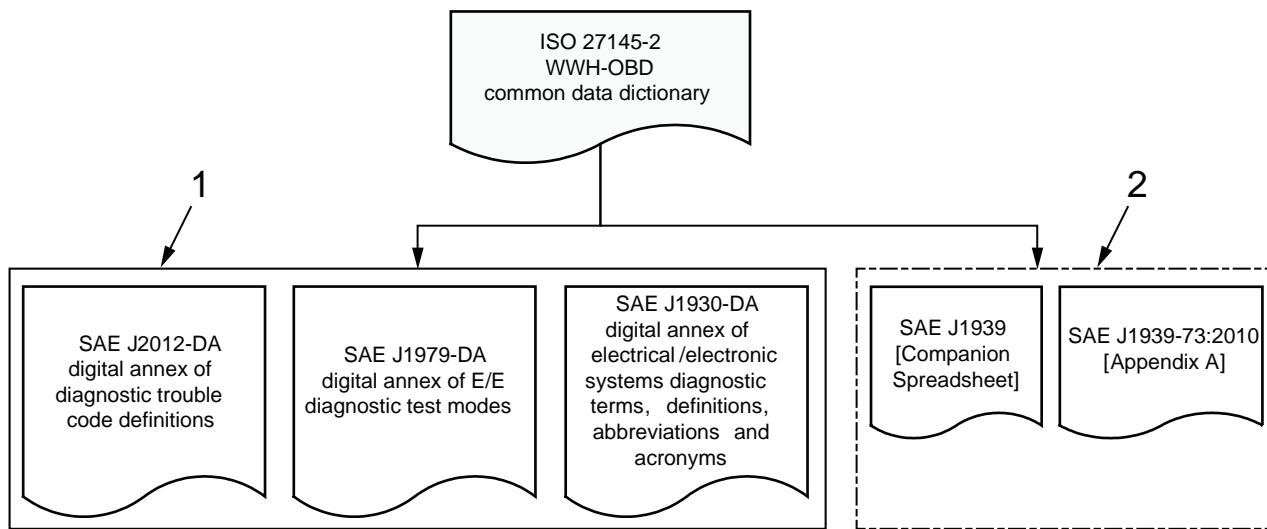 ISO 27145-2
WWH-OBD
common data dictionary
1
2
SAE J2012-DA
digital annex of
diagnostic trouble
code definitions
SAE J1979-DA
digital annex of E/E
diagnostic test modes
SAE J1930-DA
digital annex of
electrical/electronic
systems diagnostic
terms, definitions,
abbreviations and
acronyms
SAE J1939
[Companion
Spreadsheet]
SAE J1939-73:2010
[Appendix A]